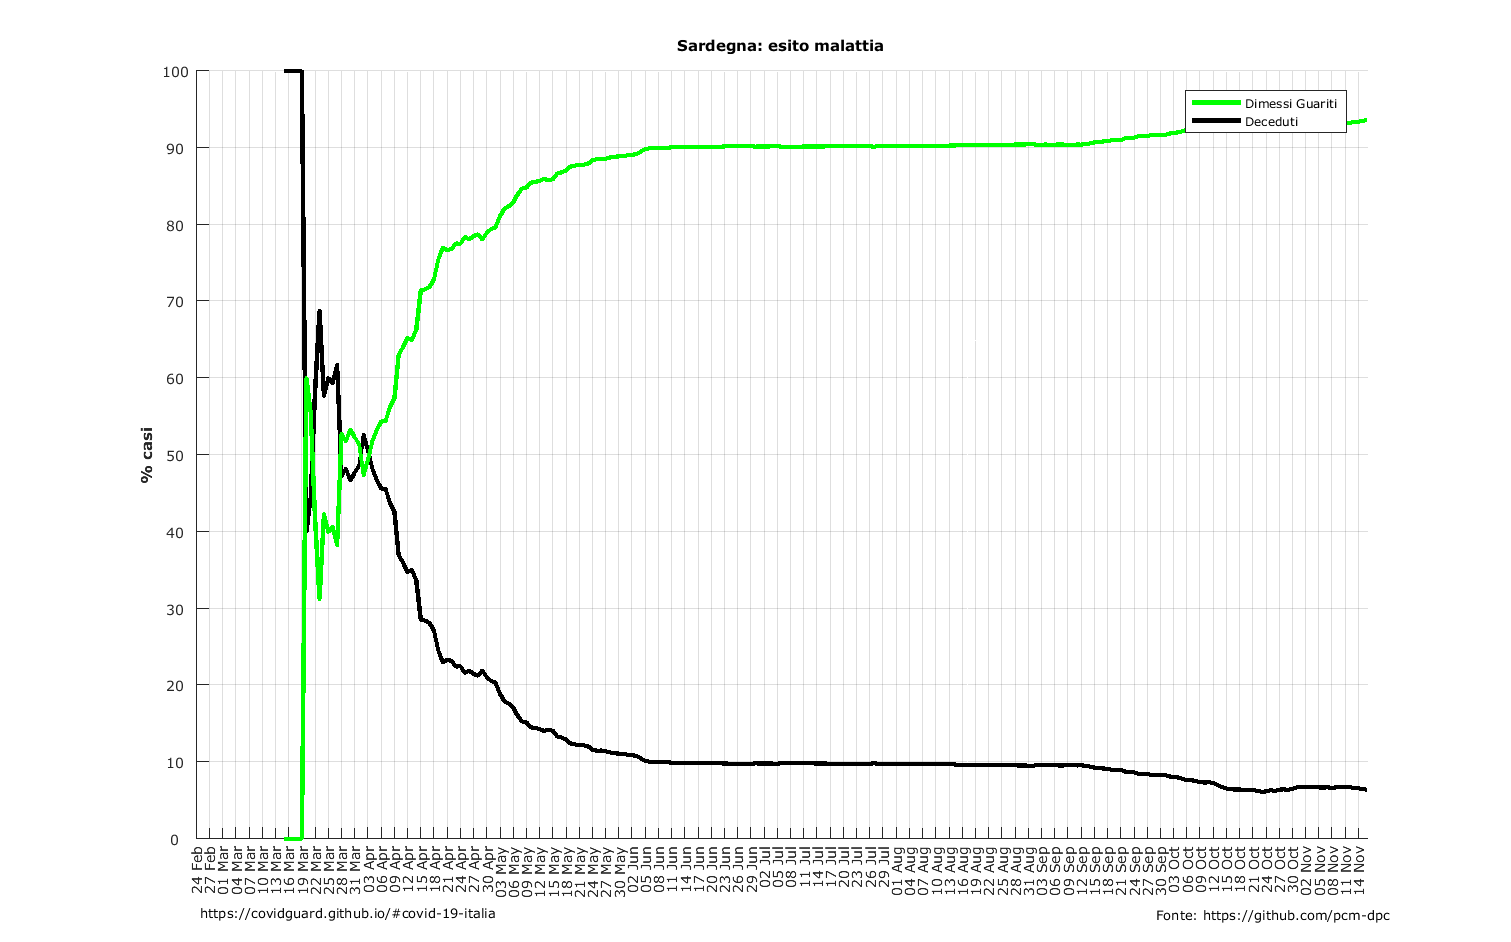 Sardegna: esito malattia
Dimessi Guariti
Deceduti
% casi
100
90
80
70
60
50
40
30
20
10
0
24 Feb
27 Feb
01 Mar
04 Mar
07 Mar
10 Mar
13 Mar
16 Mar
19 Mar
22 Mar
25 Mar
28 Mar
31 Mar
03 Apr
06 Apr
09 Apr
12 Apr
15 Apr
18 Apr
21 Apr
24 Apr
27 Apr
30 Apr
03 May
06 May
09 May
12 May
15 May
18 May
21 May
24 May
27 May
30 May
02 Jun
05 Jun
08 Jun
11 Jun
14 Jun
17 Jun
20 Jun
23 Jun
26 Jun
29 Jun
02 Jul
05 Jul
08 Jul
11 Jul
14 Jul
17 Jul
20 Jul
23 Jul
26 Jul
29 Jul
01 Aug
04 Aug
07 Aug
10 Aug
13 Aug
16 Aug
19 Aug
22 Aug
25 Aug
28 Aug
31 Aug
03 Sep
06 Sep
09 Sep
12 Sep
15 Sep
18 Sep
21 Sep
24 Sep
27 Sep
30 Sep
03 Oct
06 Oct
09 Oct
12 Oct
15 Oct
18 Oct
21 Oct
24 Oct
27 Oct
30 Oct
02 Nov
05 Nov
08 Nov
11 Nov
14 Nov
https://covidguard.github.io/#covid-19-italia
Fonte: https://github.com/pcm-dpc